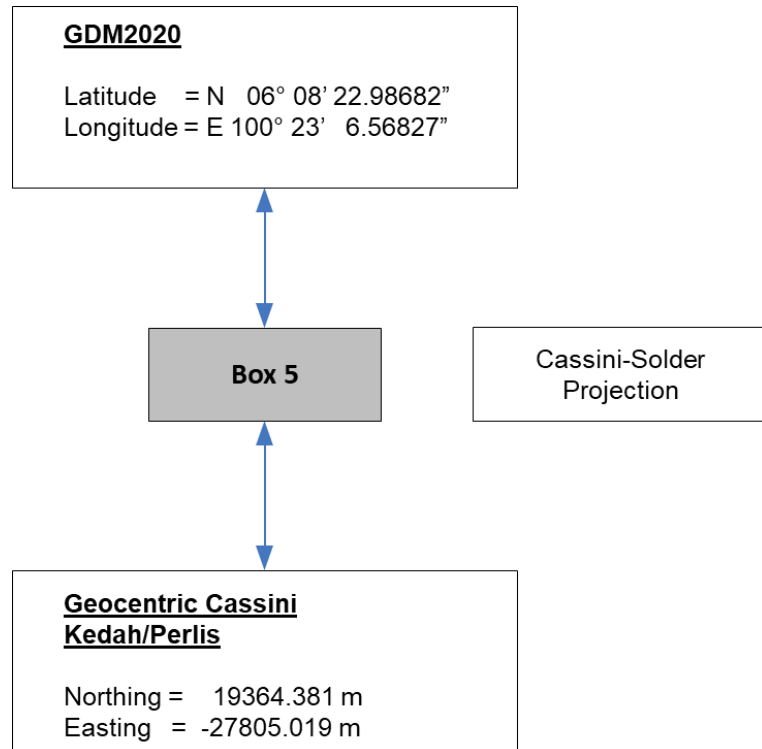 GDM2020
Latitude = N 06° 08’ 22.98682”
Longitude = E 100° 23’ 6.56827”
Box 5
Cassini-Solder
Projection
Geocentric Cassini
Kedah/Perlis
Northing = 19364.381 m
Easting = -27805.019 m